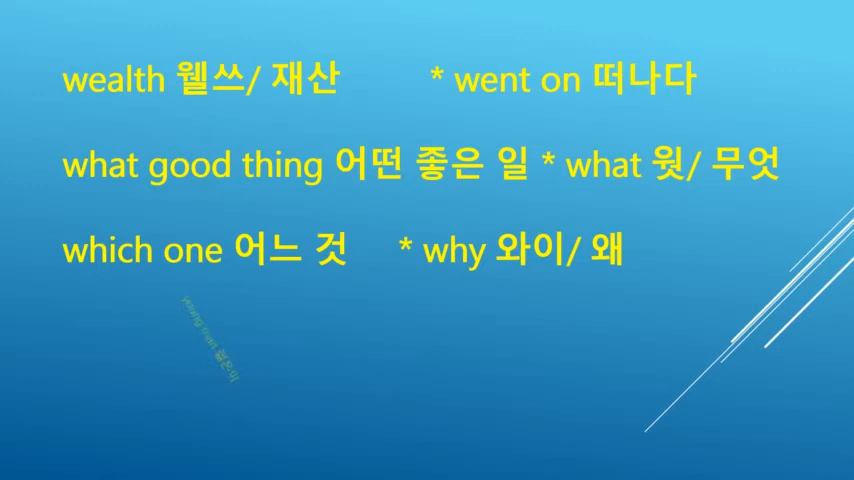 wealth 웰쓰/ 재산 * went on 떠나다
what good thing 어떤 좋은 일 * what 웟/ 무엇
which one 어느 것 * why 와이/ 왜